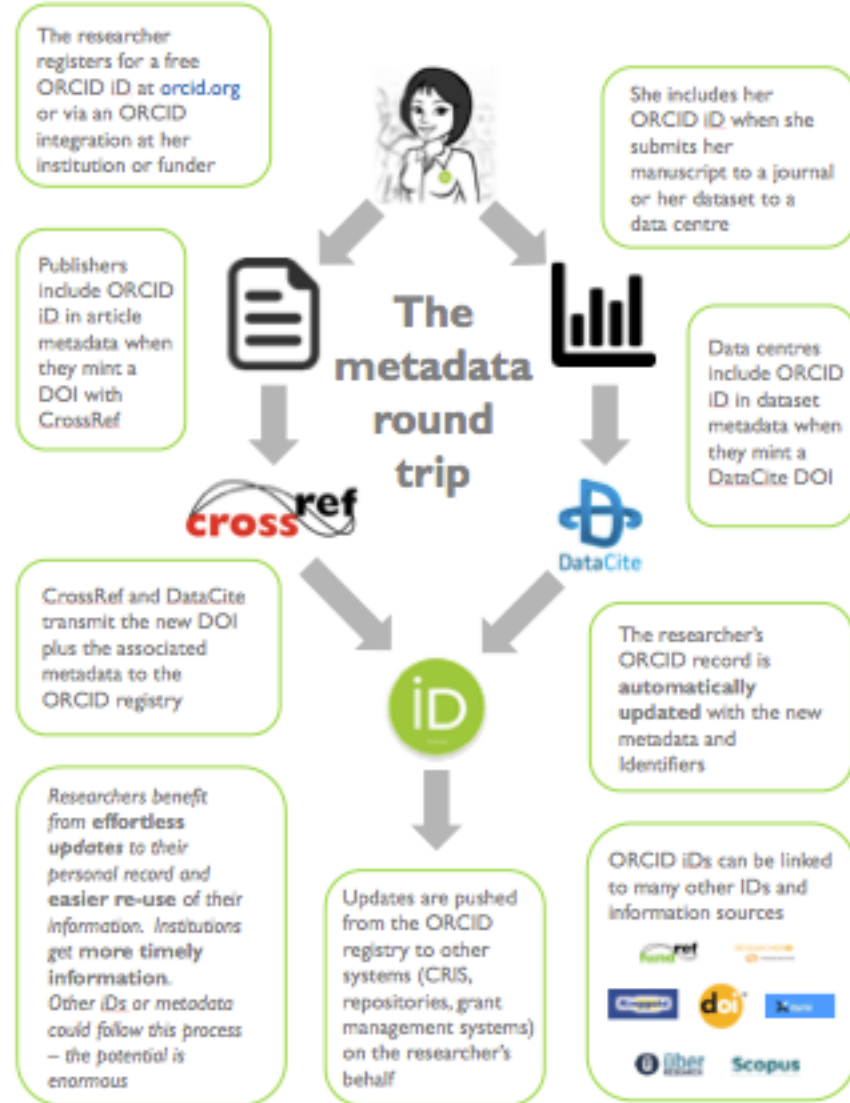 The researcher
registers for a free
ORCID iD at orcid.org
or via an ORCID
integration at her
institution or funder
She includes her
ORCID iD when she
submits her
manuscript to a journal
or her dataset to a
data centre
Publishers
include ORCID
iD in article
metadata when
they mint a
DOI with
CrossRef
The
metadata
round
trip
Data centres
include ORCID
iD in dataset
metadata when
they mint a
DataCite DOI
crossref
DataCite
CrossRef and DataCite
transmit the new DOI
plus the associated
metadata to the
ORCID registry
iD
The researcher's
ORCID record is
automatically
updated with the new
metadata and
Identifiers
Researchers benefit
from effortless
updates to their
personal record and
easier re-use of their
information. Institutions
get more timely
information.
Other iDs or metadata
could follow this process
– the potential is
enormous
Updates are pushed
from the ORCID
registry to other
systems (CRIS,
repositories, grant
management systems)
on the researcher's
behalf
ORCID iDs can be linked
to many other IDs and
information sources
fundref
doi
über
RESEARCH
Scopus